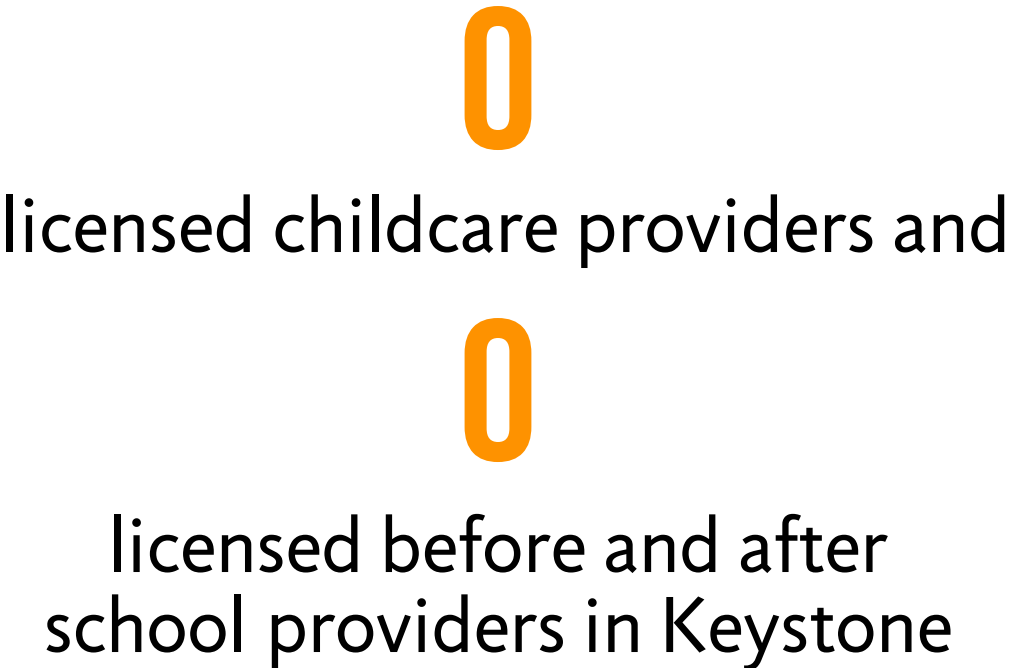 0
licensed childcare providers and
0
licensed before and after
school providers in Keystone